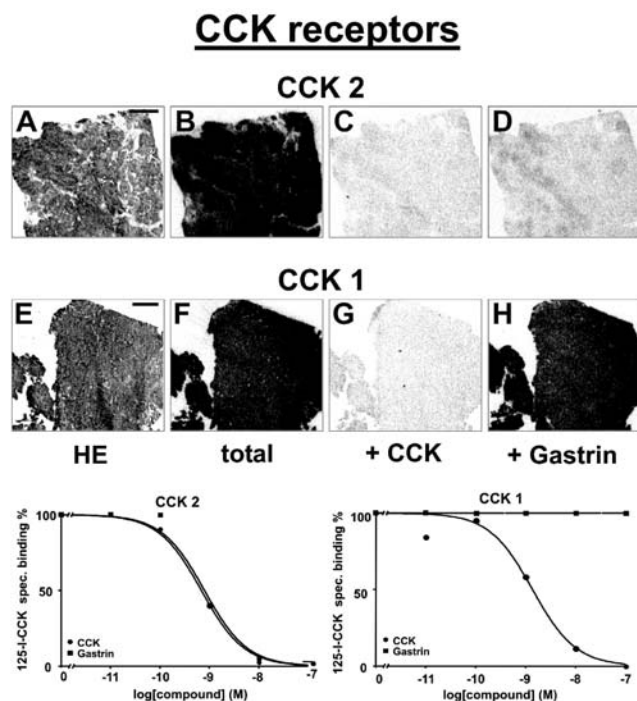 CCK receptors
CCK 2
A B C D
CCK 1
E F G H
HE total + CCK + Gastrin
CCK 2
125-I-CCK spec. binding %
100
50
0
CCK
Gastrin
0 -11 -10 -9 -8 -7
log[compound] (M)
CCK 1
125-I-CCK spec. binding %
100
50
0
CCK
Gastrin
0 -11 -10 -9 -8 -7
log[compound] (M)